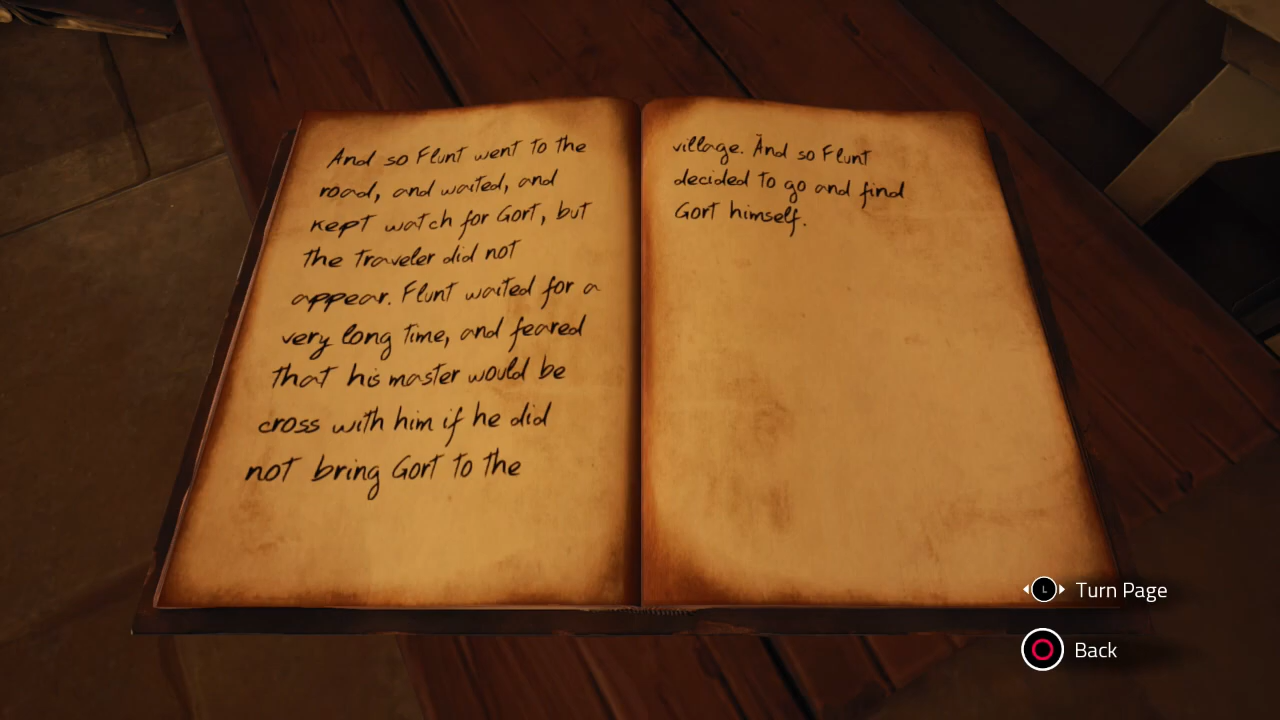 And so Flunt went to the
road, and waited, and
kept watch for Gort, but
the traveler did not
appear. Flunt waited for a
very long time, and feared
that his master would be
cross with him if he did
not bring Gort to the
village. And so Flunt
decided to go and find
Gort himself.
L Turn Page
Back